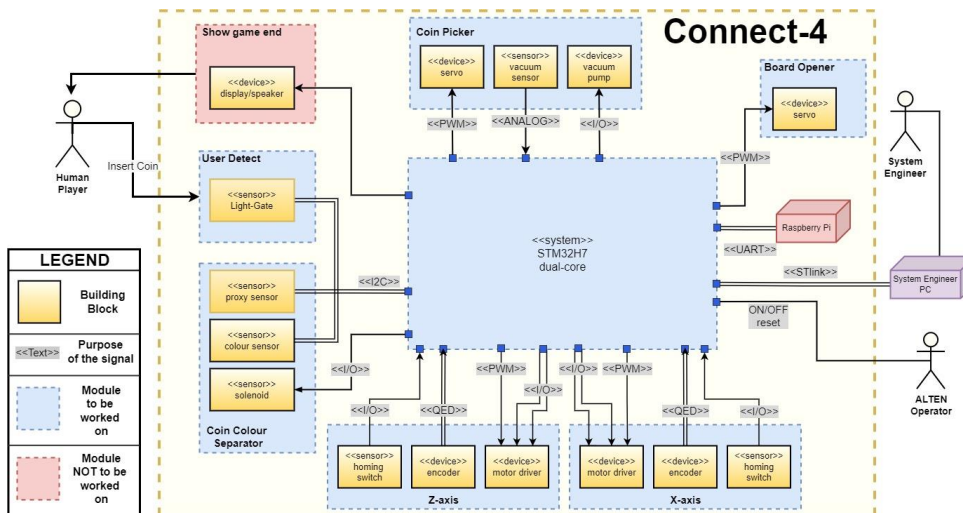 Connect-4
Show game end
<<device>>
display/speaker
Coin Picker
<<device>>
servo
<<sensor>>
vacuum
sensor
<<device>>
vacuum
pump
Board Opener
<<device>>
servo
<<PWM>>
<<ANALOG>>
<<I/O>>
<<PWM>>
Human
Player
Insert Coin
User Detect
<<sensor>>
Light-Gate
System
Engineer
<<system>>
STM32H7
dual-core
Raspberry Pi
<<UART>>
<<STlink>>
System Engineer
PC
ON/OFF
reset
ALTEN
Operator
<<I2C>>
<<sensor>>
proxy sensor
<<sensor>>
colour sensor
<<sensor>>
solenoid
Coin Colour
Separator
<<I/O>>
<<I/O>>
<<QED>>
<<PWM>>
<<I/O>>
<<I/O>>
<<PWM>>
<<QED>>
<<I/O>>
<<sensor>>
homing
switch
<<device>>
encoder
<<device>>
motor driver
Z-axis
<<device>>
motor driver
<<device>>
encoder
<<sensor>>
homing
switch
X-axis
LEGEND
Building
Block
<<Text>>
Purpose
of the signal
Module
to be
worked
on
Module
NOT to be
worked
on